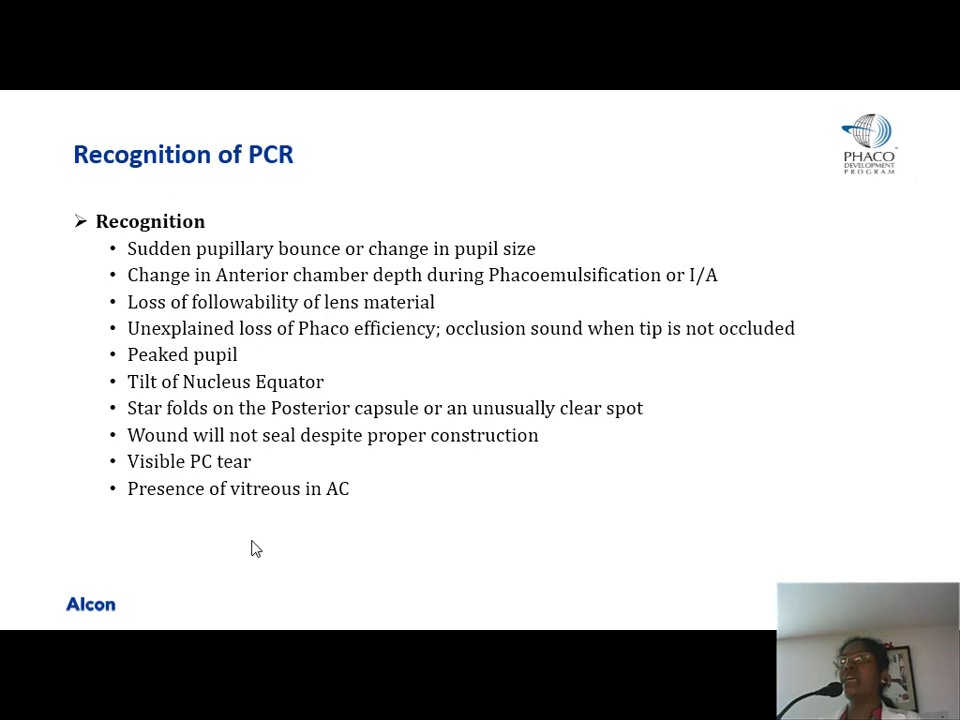 PHACO
DEVELOPMENT
PROGRAM
Recognition of PCR
➢ Recognition
• Sudden pupillary bounce or change in pupil size
• Change in Anterior chamber depth during Phacoemulsification or I/A
• Loss of followability of lens material
• Unexplained loss of Phaco efficiency; occlusion sound when tip is not occluded
• Peaked pupil
• Tilt of Nucleus Equator
• Star folds on the Posterior capsule or an unusually clear spot
• Wound will not seal despite proper construction
• Visible PC tear
• Presence of vitreous in AC
Alcon